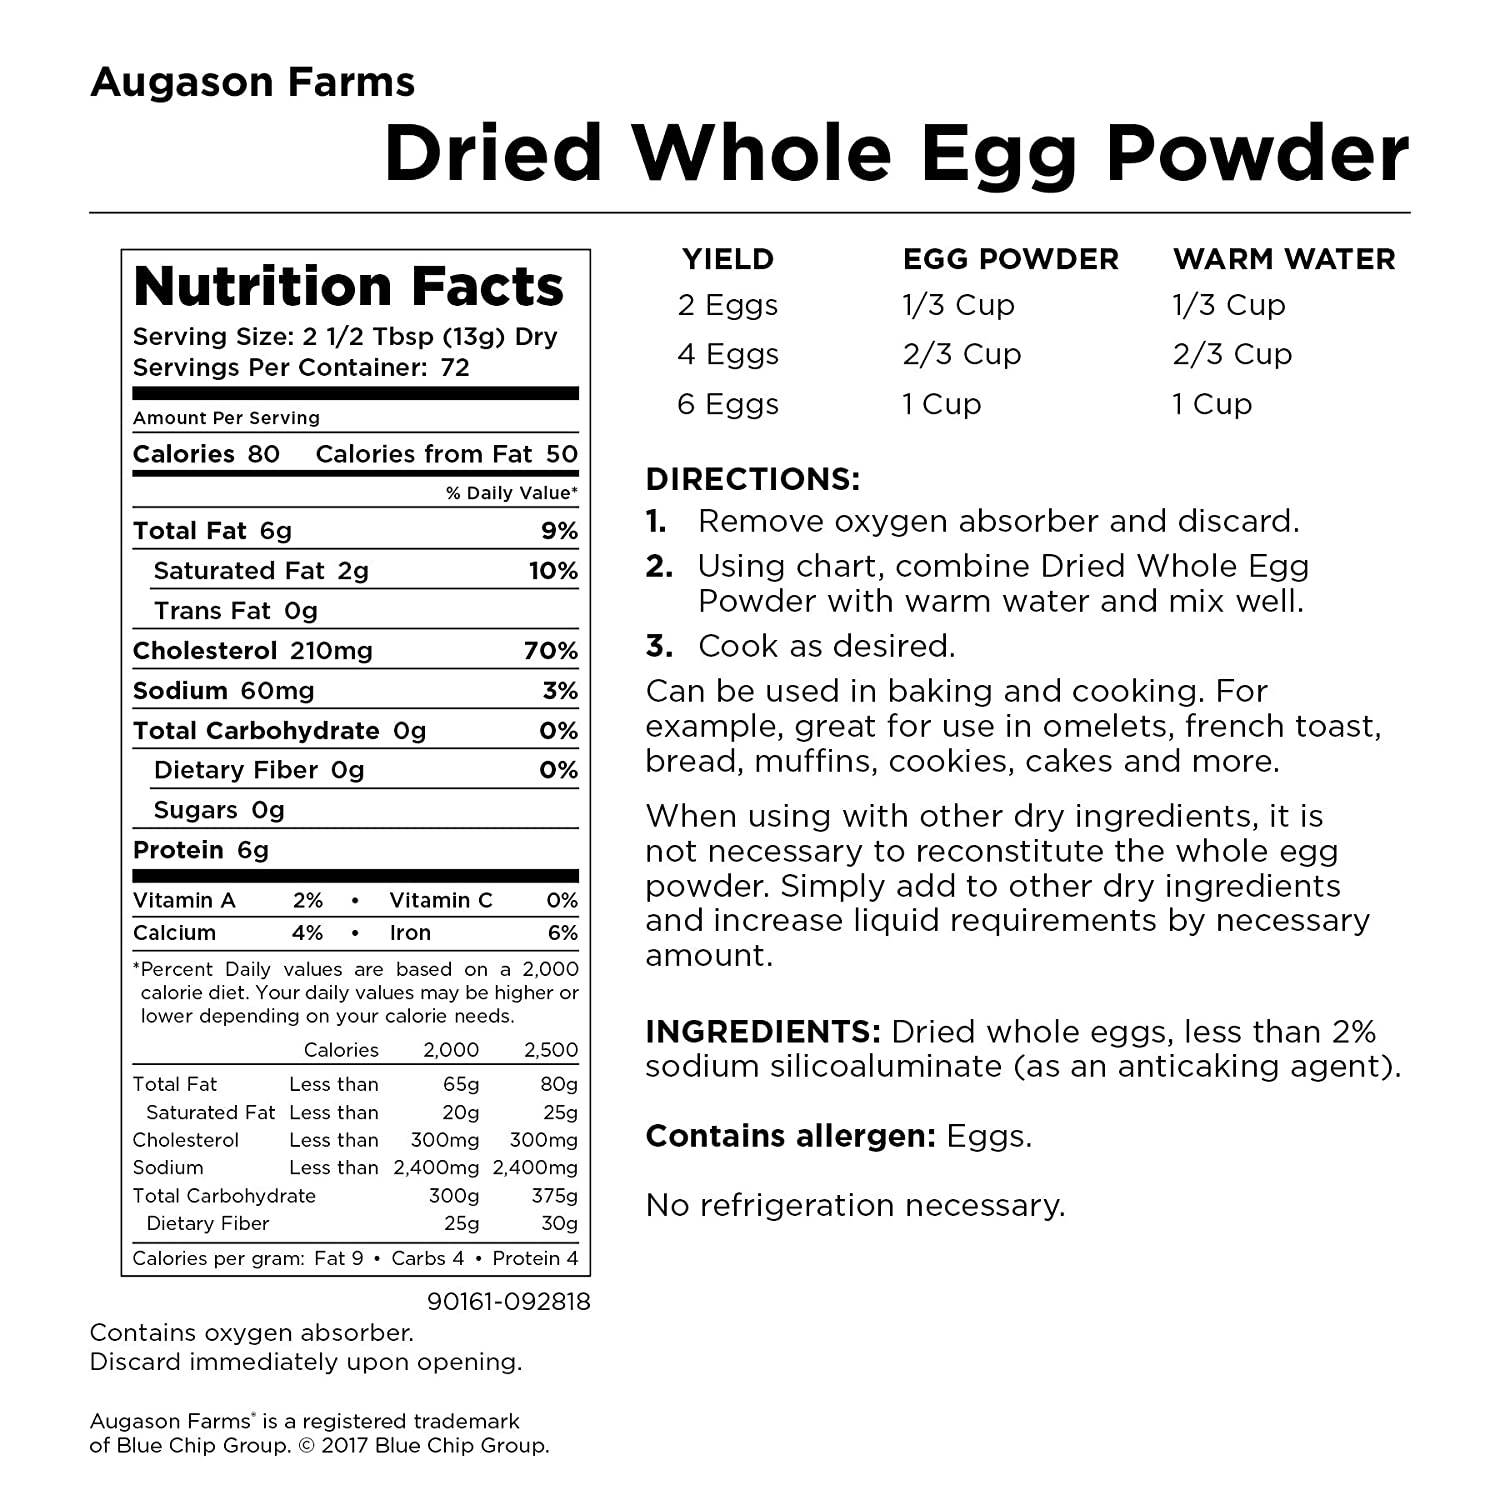 Augason Farms
Dried Whole Egg Powder
Nutrition Facts
Serving Size: 2 1/2 Tbsp (13g) Dry
Servings Per Container: 72
Amount Per Serving
Calories 80 Calories from Fat 50
% Daily Value*
Total Fat 6g 9%
Saturated Fat 2g 10%
Trans Fat 0g
Cholesterol 210mg 70%
Sodium 60mg 3%
Total Carbohydrate 0g 0%
Dietary Fiber 0g 0%
Sugars 0g
Protein 6g
Vitamin A 2% • Vitamin C 0%
Calcium 4% • Iron 6%
*Percent Daily values are based on a 2,000
calorie diet. Your daily values may be higher or
lower depending on your calorie needs.
Calories 2,000 2,500
Total Fat Less than 65g 80g
Saturated Fat Less than 20g 25g
Cholesterol Less than 300mg 300mg
Sodium Less than 2,400mg 2,400mg
Total Carbohydrate 300g 375g
Dietary Fiber 25g 30g
Calories per gram: Fat 9 • Carbs 4 • Protein 4
90161-092818
Contains oxygen absorber.
Discard immediately upon opening.
Augason Farms® is a registered trademark
of Blue Chip Group. © 2017 Blue Chip Group.
YIELD EGG POWDER WARM WATER
2 Eggs 1/3 Cup 1/3 Cup
4 Eggs 2/3 Cup 2/3 Cup
6 Eggs 1 Cup 1 Cup
DIRECTIONS:
1. Remove oxygen absorber and discard.
2. Using chart, combine Dried Whole Egg
Powder with warm water and mix well.
3. Cook as desired.
Can be used in baking and cooking. For
example, great for use in omelets, french toast,
bread, muffins, cookies, cakes and more.
When using with other dry ingredients, it is
not necessary to reconstitute the whole egg
powder. Simply add to other dry ingredients
and increase liquid requirements by necessary
amount.
INGREDIENTS: Dried whole eggs, less than 2%
sodium silicoaluminate (as an anticaking agent).
Contains allergen: Eggs.
No refrigeration necessary.